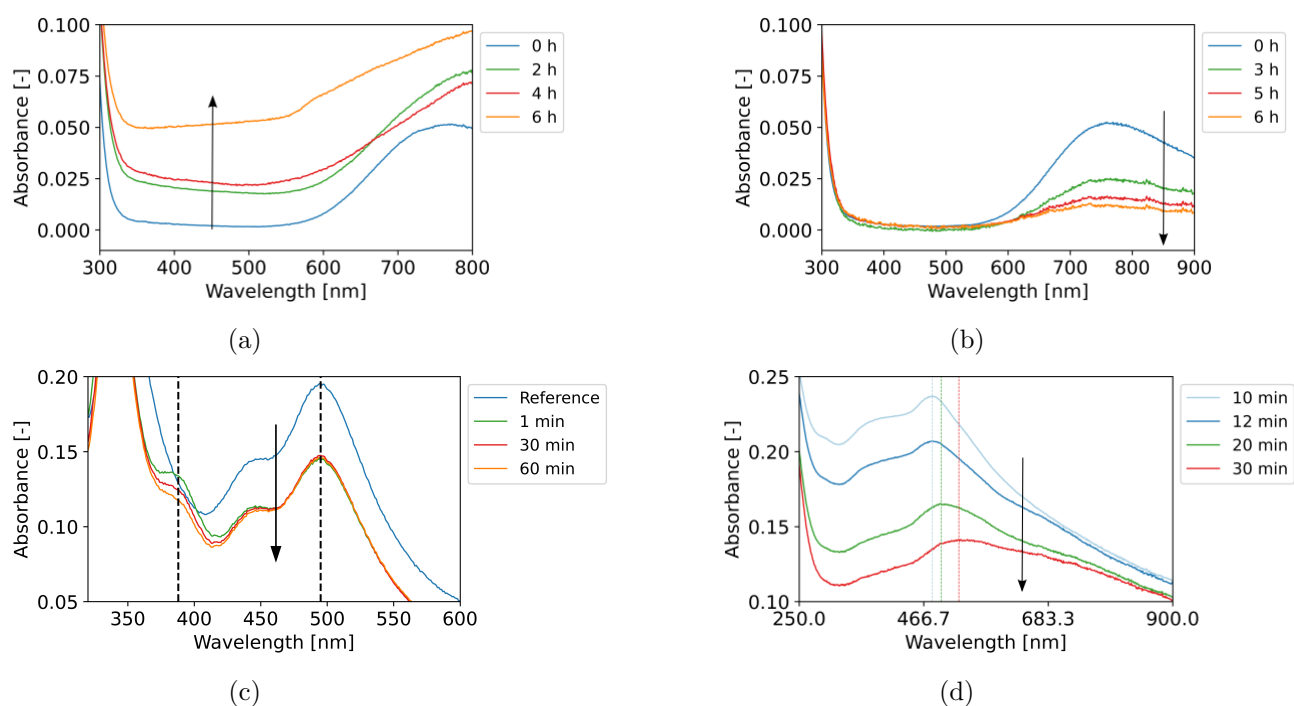 0.100
0.075
0.050
0.025
0.000
300 400 500 600 700 800
Absorbance [-]
Wavelength [nm]
0 h
2 h
4 h
6 h
(a)
0.100
0.075
0.050
0.025
0.000
300 400 500 600 700 800 900
Absorbance [-]
Wavelength [nm]
0 h
3 h
5 h
6 h
(b)
0.20
0.15
0.10
0.05
350 400 450 500 550 600
Absorbance [-]
Wavelength [nm]
Reference
1 min
30 min
60 min
(c)
0.25
0.20
0.15
0.10
250.0 466.7 683.3 900.0
Absorbance [-]
Wavelength [nm]
10 min
12 min
20 min
30 min
(d)